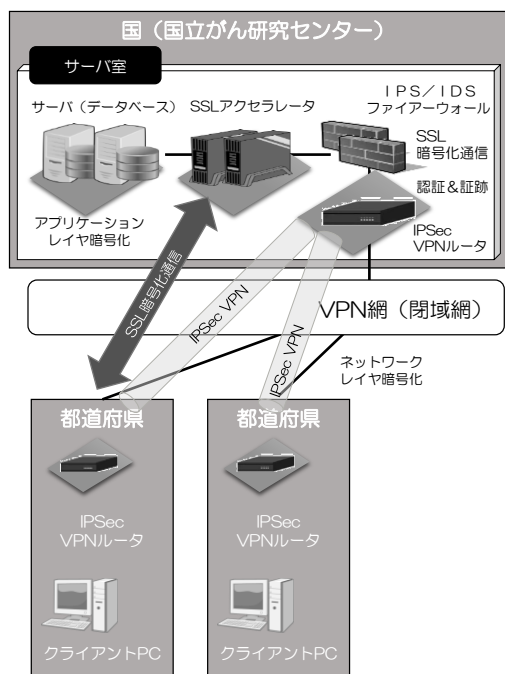 国（国立がん研究センター）
サーバ室
サーバ（データベース）
SSLアクセラレータ
ＩＰＳ／ＩＤＳ
ファイアーウォール
SSL
暗号化通信
認証＆証跡
アプリケーション
レイヤ暗号化
IPSec
VPNルータ
SSL暗号化通信
IPSec VPN
IPSec VPN
VPN網（閉域網）
ネットワーク
レイヤ暗号化
都道府県
IPSec
VPNルータ
クライアントPC
都道府県
IPSec
VPNルータ
クライアントPC